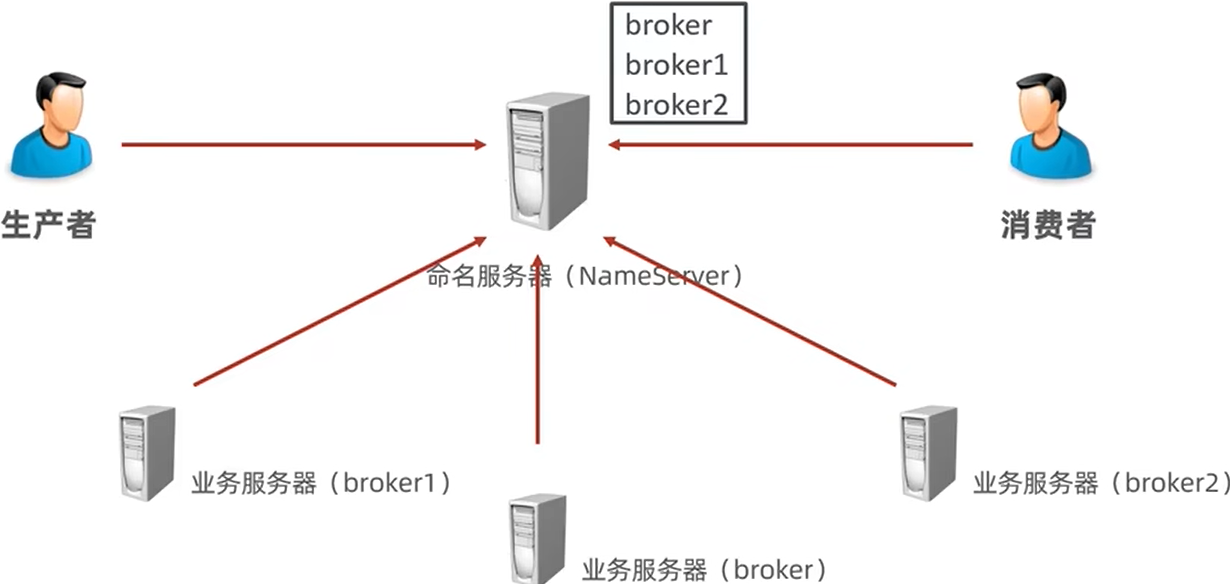 broker
broker1
broker2
生产者
消费者
命名服务器（NameServer）
业务服务器（broker1）
业务服务器（broker2）
业务服务器（broker）